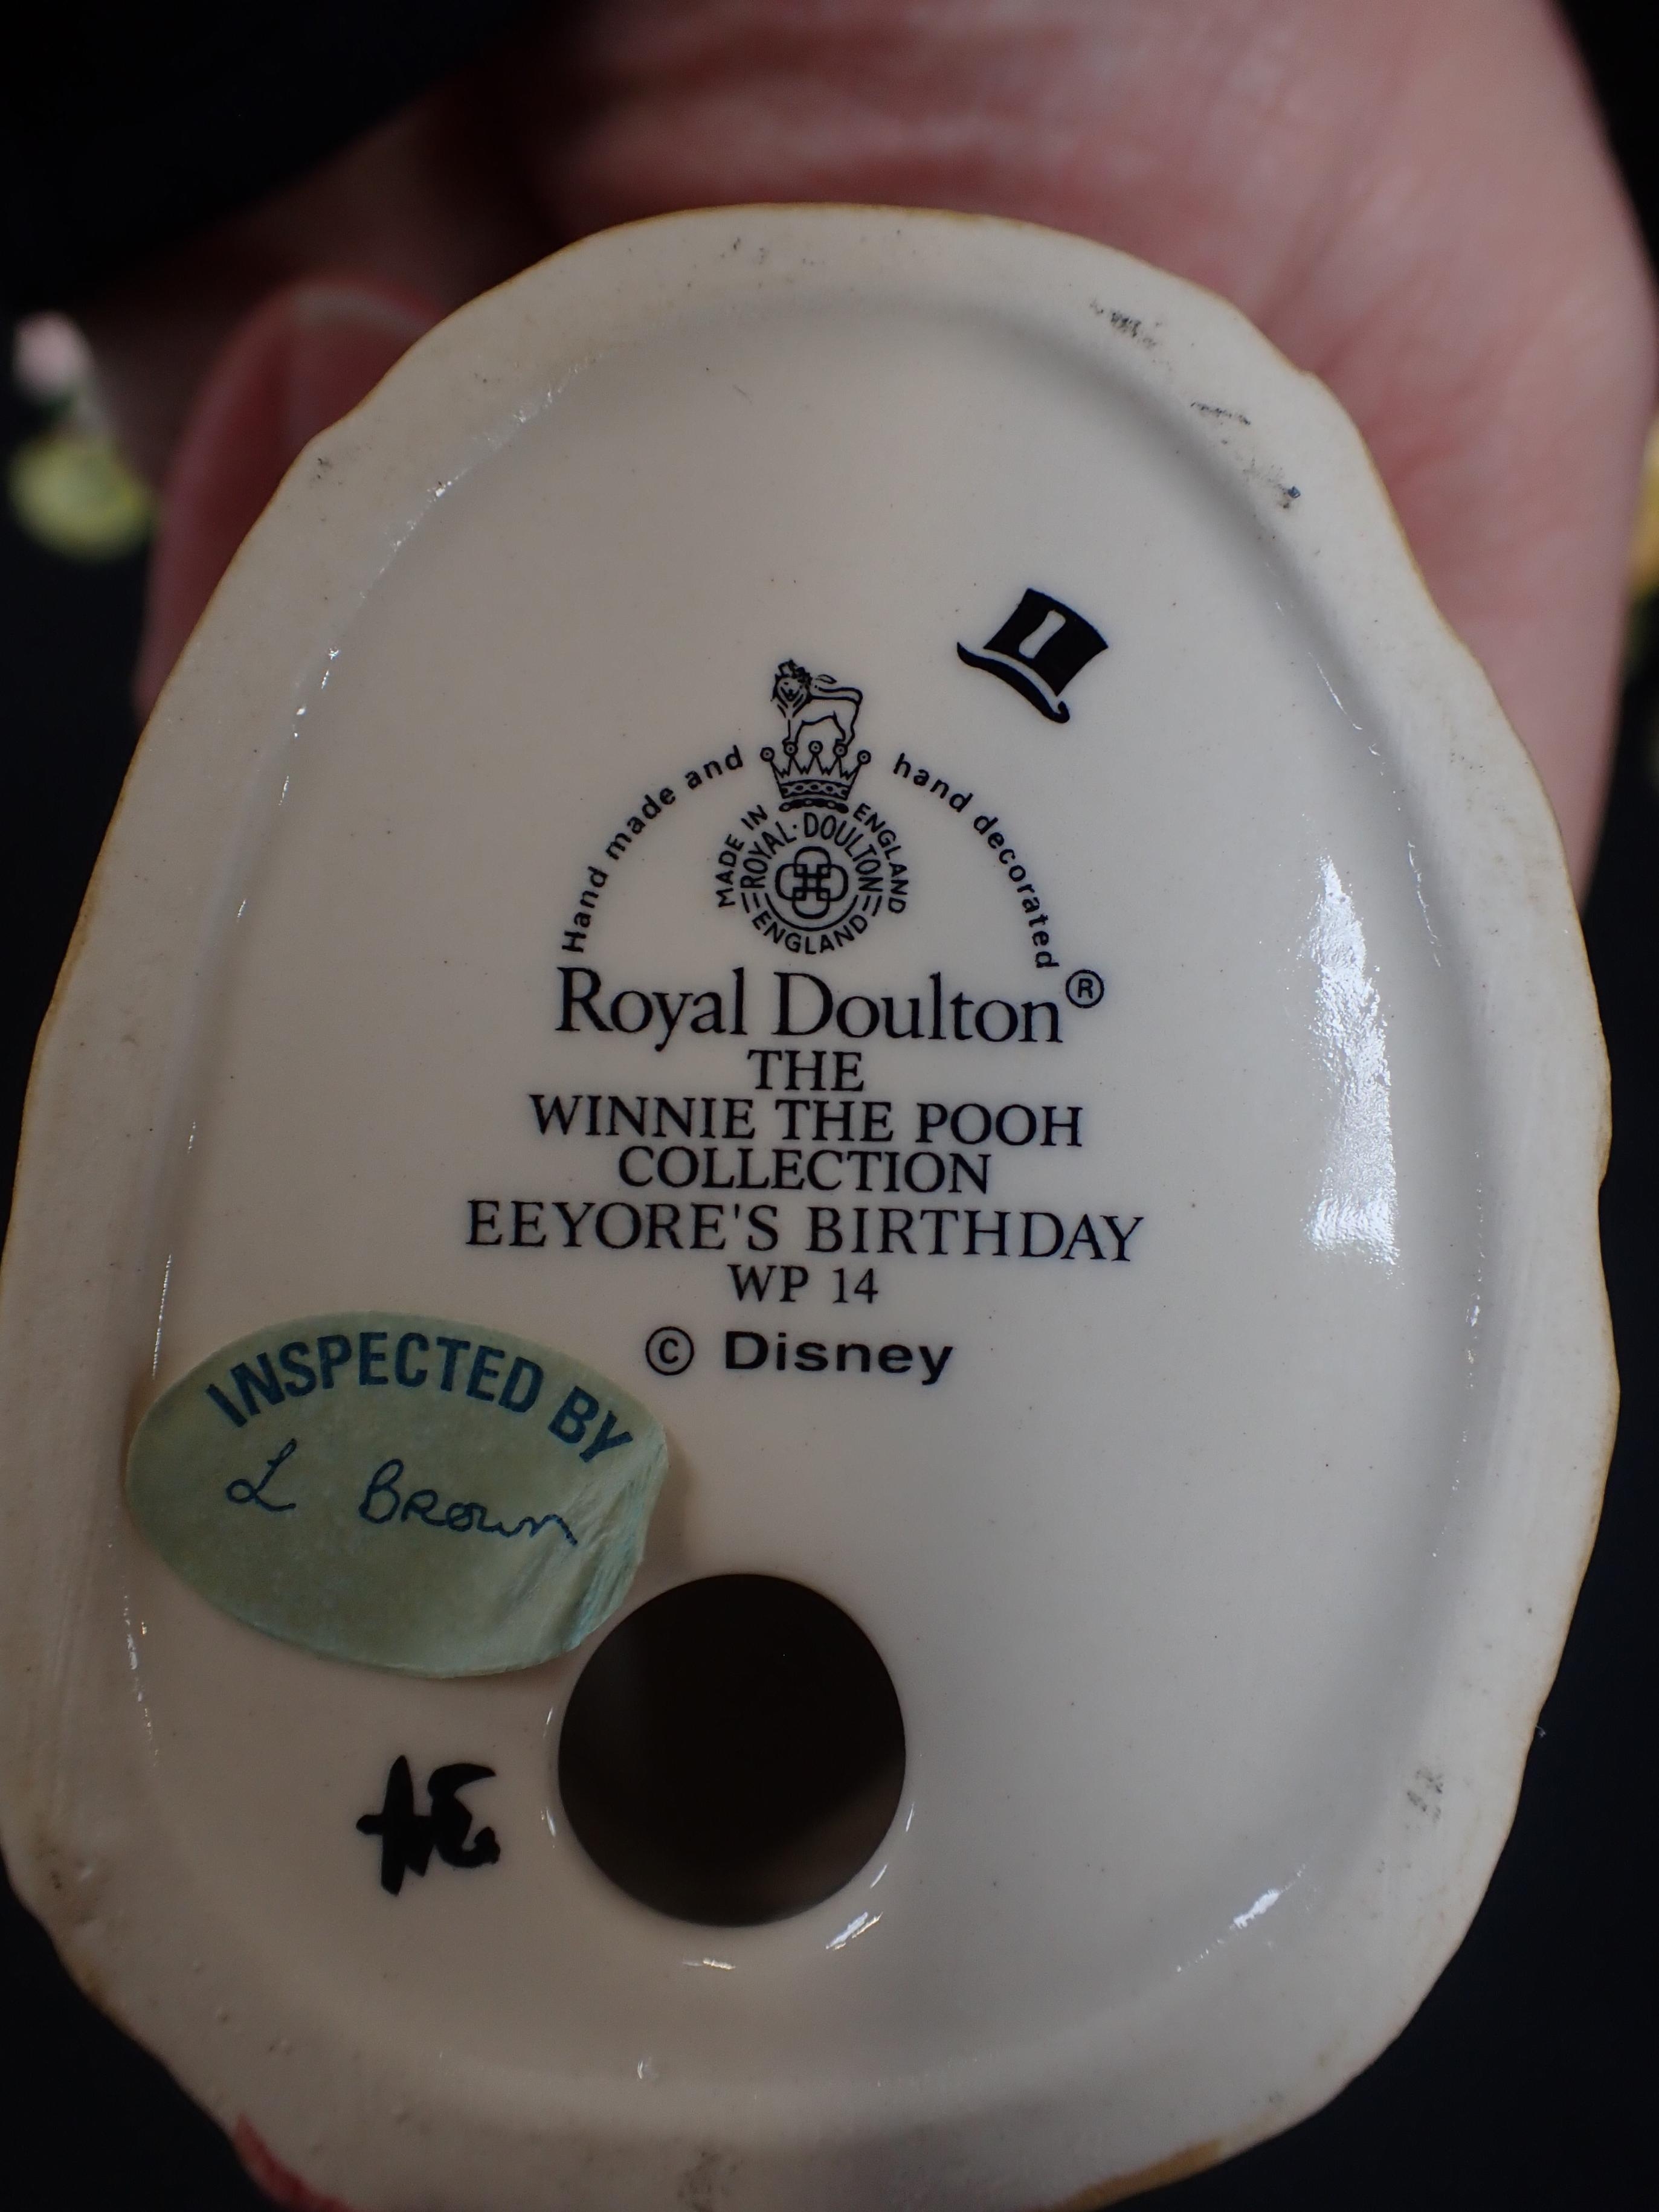 1
Hand made and hand decorated
MADE IN ENGLAND
ROYAL·DOULTON
ENGLAND
Royal Doulton®
THE
WINNIE THE POOH
COLLECTION
EEYORE'S BIRTHDAY
WP 14
© Disney
INSPECTED BY
L Brown